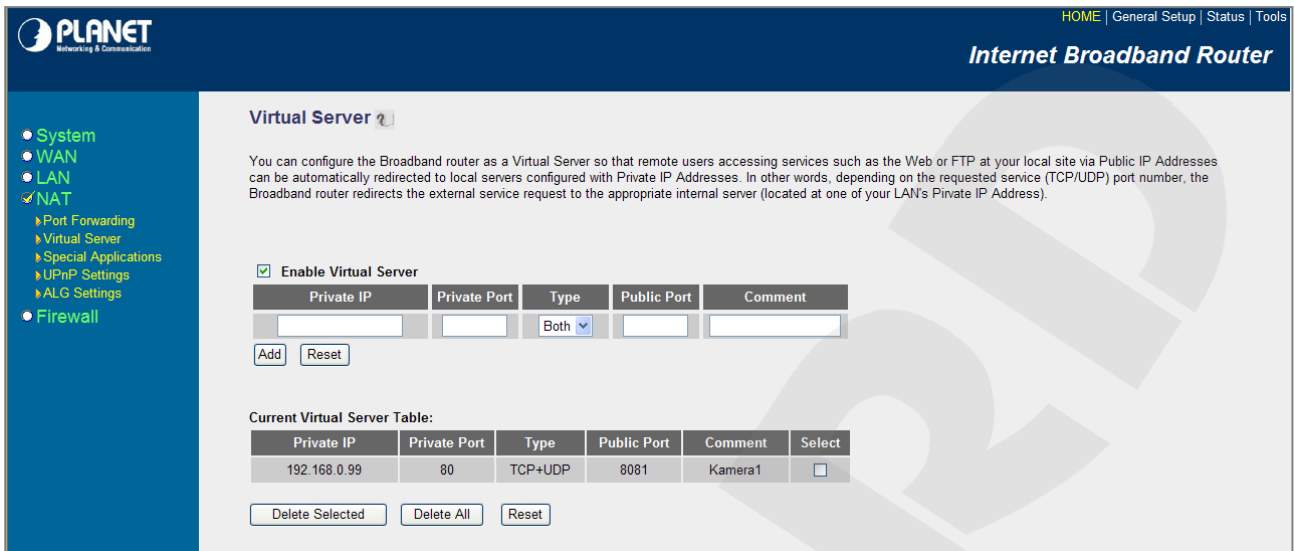 PLANET
Networking & Communication
HOME | General Setup | Status | Tools
Internet Broadband Router
System
WAN
LAN
NAT
Port Forwarding
Virtual Server
Special Applications
UPnP Settings
ALG Settings
Firewall
Virtual Server
You can configure the Broadband router as a Virtual Server so that remote users accessing services such as the Web or FTP at your local site via Public IP Addresses
can be automatically redirected to local servers configured with Private IP Addresses. In other words, depending on the requested service (TCP/UDP) port number, the
Broadband router redirects the external service request to the appropriate internal server (located at one of your LAN's Private IP Address).
Enable Virtual Server
Private IP Private Port Type Public Port Comment
Both
Add Reset
Current Virtual Server Table:
Private IP Private Port Type Public Port Comment Select
192.168.0.99 80 TCP+UDP 8081 Kamera1
Delete Selected Delete All Reset